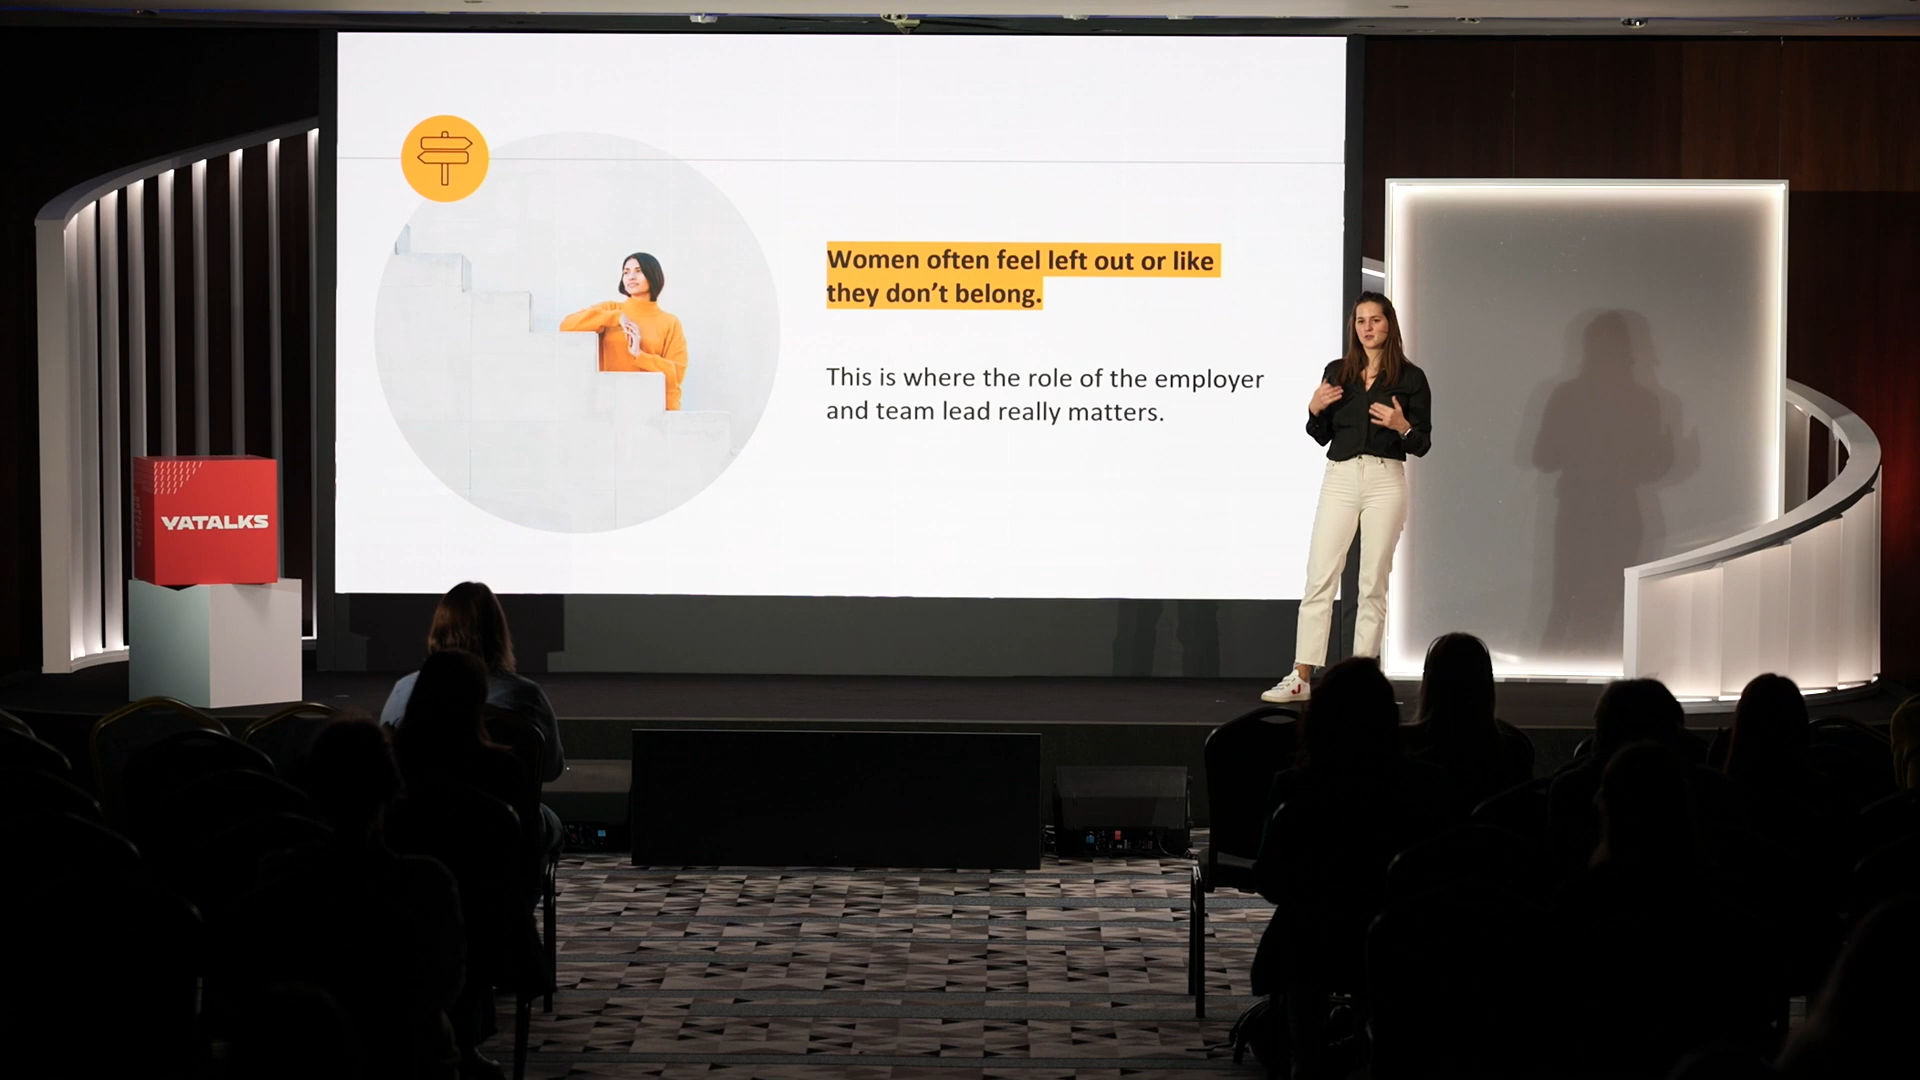 Women often feel left out or like
they don't belong.
This is where the role of the employer
and team lead really matters.
YATALKS